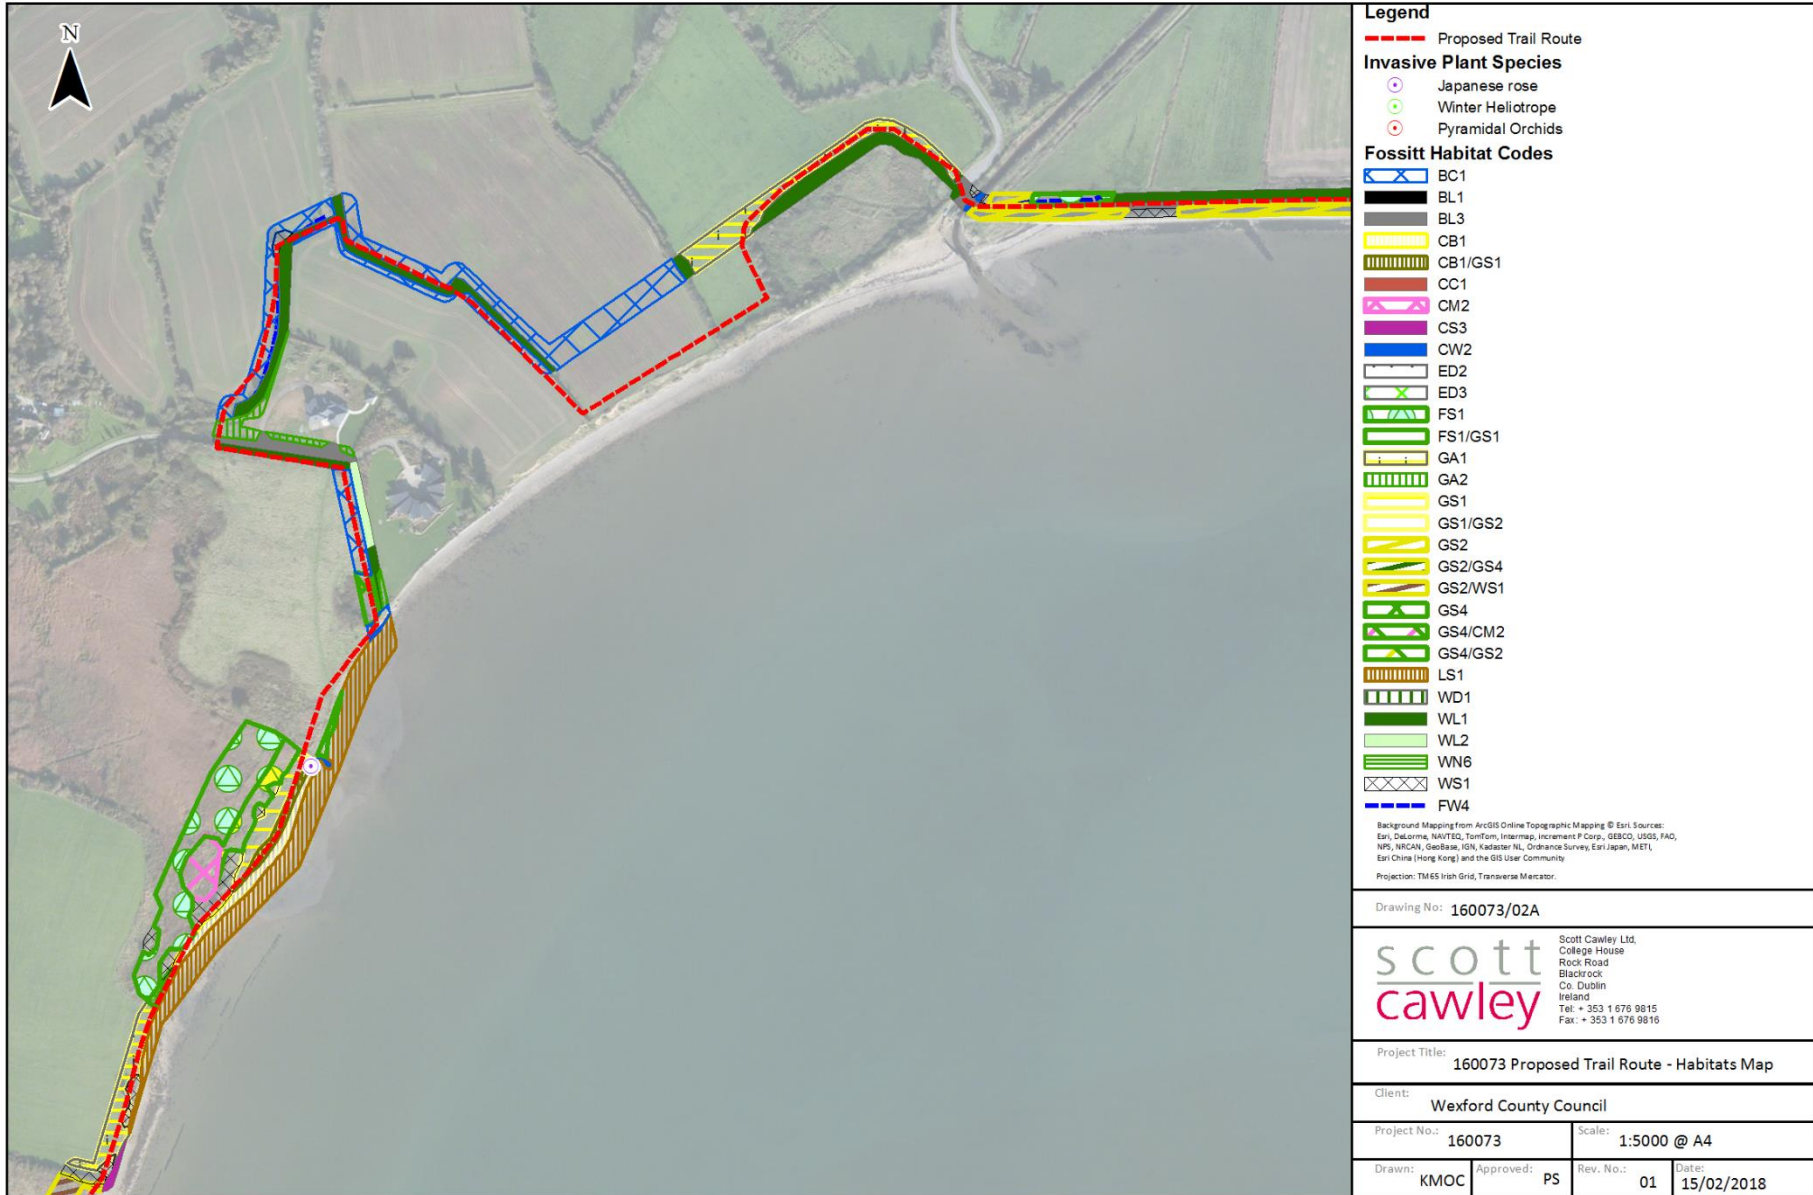 N
Legend
Proposed Trail Route
Invasive Plant Species
Japanese rose
Winter Heliotrope
Pyramidal Orchids
Fossitt Habitat Codes
BC1
BL1
BL3
CB1
CB1/GS1
CC1
CM2
CS3
CW2
ED2
ED3
FS1
FS1/GS1
GA1
GA2
GS1
GS1/GS2
GS2
GS2/GS4
GS2/WS1
GS4
GS4/CM2
GS4/GS2
LS1
WD1
WL1
WL2
WN6
WS1
FW4
Background Mapping from ArcGIS Online Topographic Mapping © Esri. Sources:
Esri, DeLorme, NAVTEQ, TomTom, Intermap, increment P Corp., GEBCO, USGS, FAO,
NPS, NRCAN, GeoBase, IGN, Kadaster NL, Ordnance Survey, Esri Japan, METI,
Esri China (Hong Kong) and the GIS User Community
Projection: TM65 Irish Grid, Transverse Mercator.
Drawing No: 160073/02A
scott
cawley
Scott Cawley Ltd,
College House
Rock Road
Blackrock
Co. Dublin
Ireland
Tel: + 353 1 676 9815
Fax: + 353 1 676 9816
Project Title:
160073 Proposed Trail Route - Habitats Map
Client:
Wexford County Council
Project No.: 160073 Scale: 1:5000 @ A4
Drawn: KMOC Approved: PS Rev. No.: 01 Date: 15/02/2018